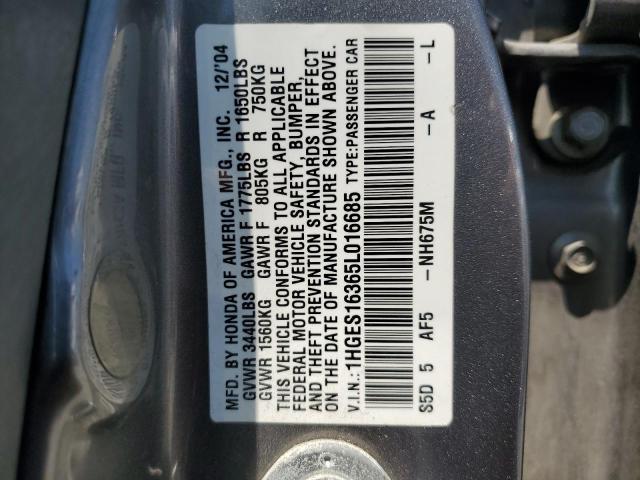 MFD. BY HONDA OF AMERICA MFG., INC. 12/'04
GVWR 3440LBS GAWR F 1775LBS R 1650LBS
GVWR 1560KG GAWR F 805KG R 750KG
THIS VEHICLE CONFORMS TO ALL APPLICABLE
FEDERAL MOTOR VEHICLE SAFETY, BUMPER,
AND THEFT PREVENTION STANDARDS IN EFFECT
ON THE DATE OF MANUFACTURE SHOWN ABOVE.
V.I.N.: 1HGES16365L016685 TYPE:PASSENGER CAR
S5D 5 AF5 -NH675M -A -L